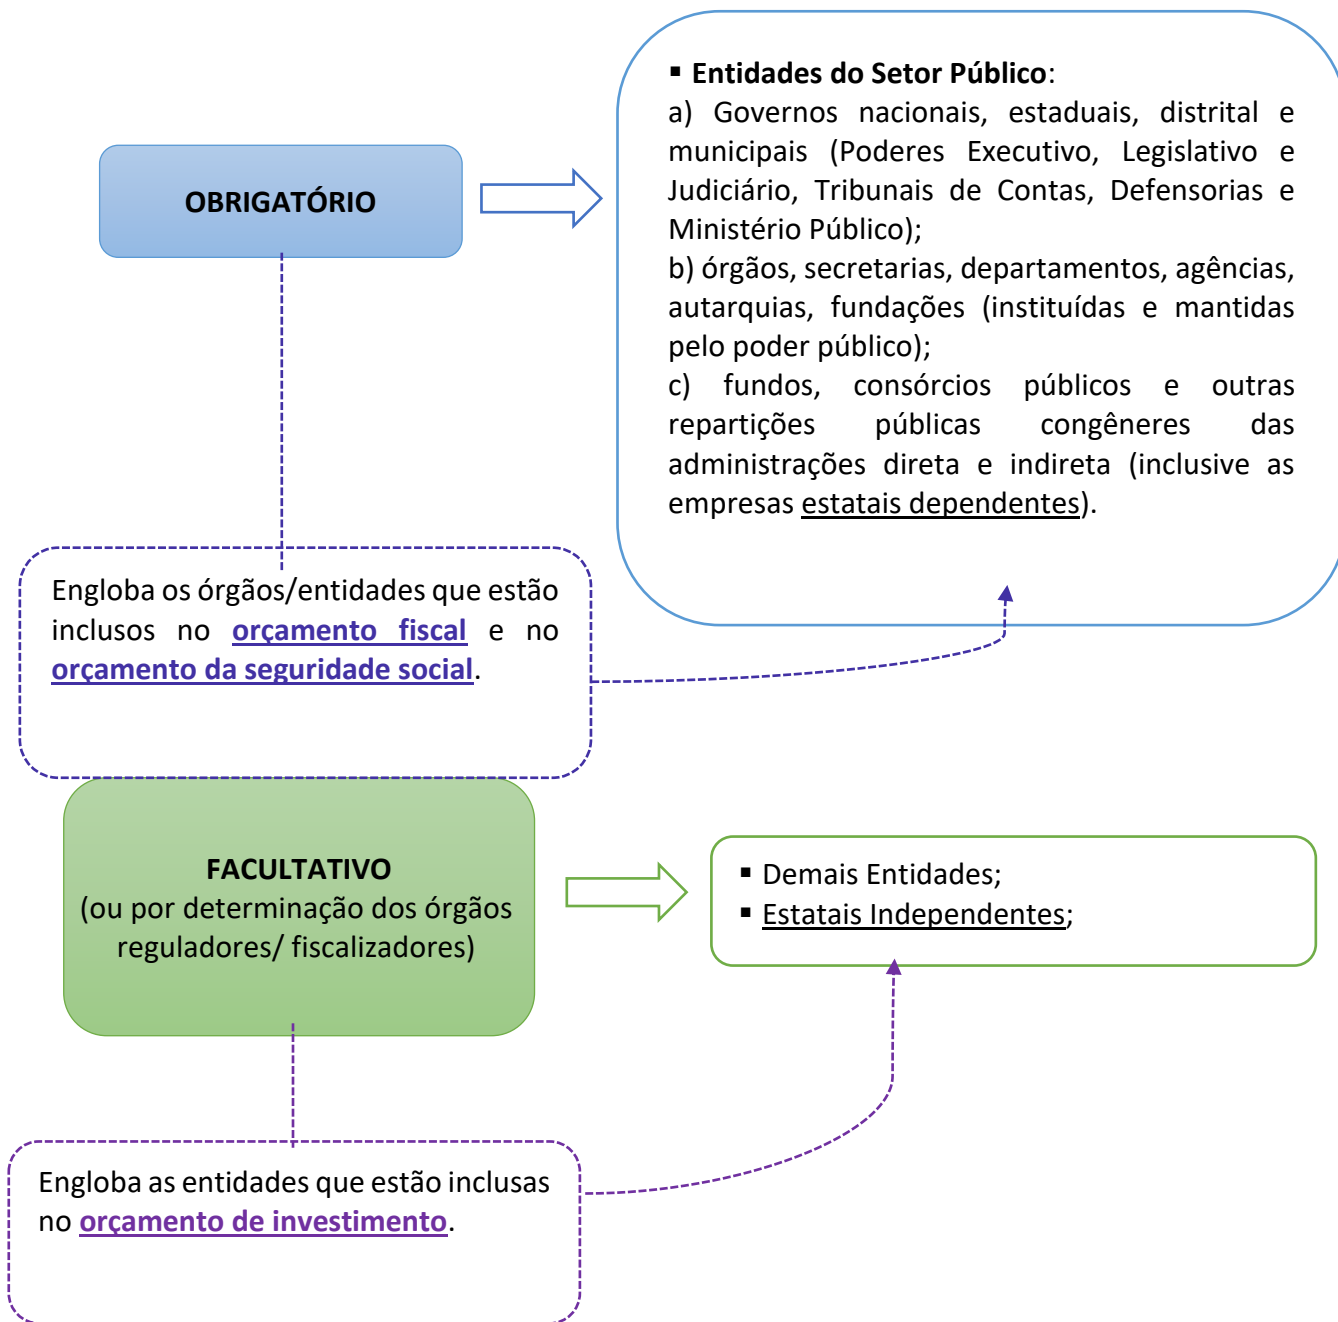 ▪ Entidades do Setor Público:
a) Governos nacionais, estaduais, distrital e
municipais (Poderes Executivo, Legislativo e
Judiciário, Tribunais de Contas, Defensorias e
Ministério Público);
b) órgãos, secretarias, departamentos, agências,
autarquias, fundações (instituídas e mantidas
pelo poder público);
c) fundos, consórcios públicos e outras
repartições públicas congêneres das
administrações direta e indireta (inclusive as
empresas estatais dependentes).
OBRIGATÓRIO
Engloba os órgãos/entidades que estão
inclusos no orçamento fiscal e no
orçamento da seguridade social.
FACULTATIVO
(ou por determinação dos órgãos
reguladores/ fiscalizadores)
▪ Demais Entidades;
▪ Estatais Independentes;
Engloba as entidades que estão inclusas
no orçamento de investimento.